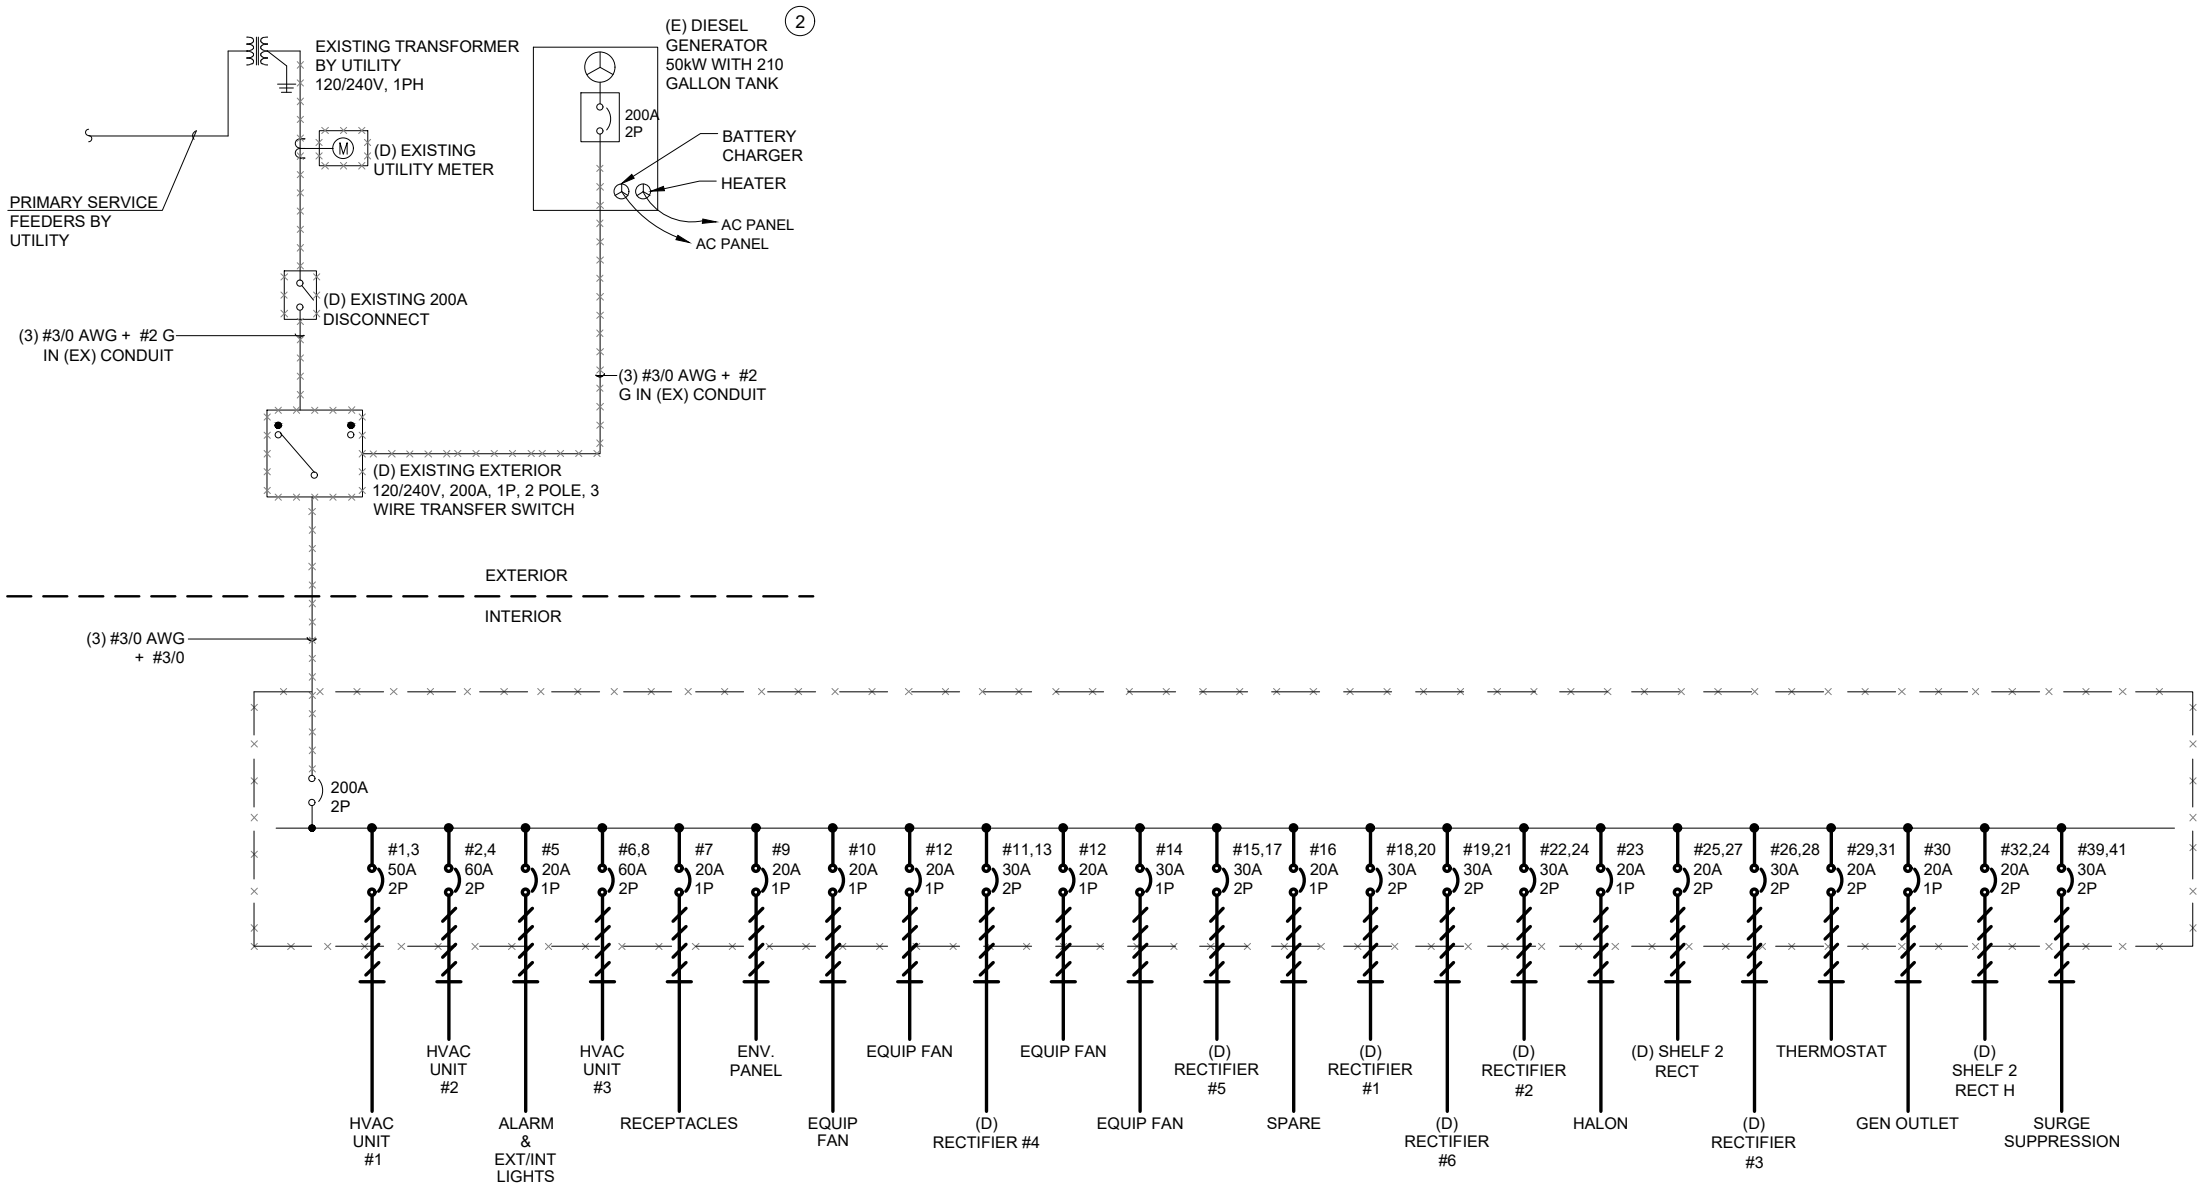 2
(E) DIESEL
GENERATOR
50kW WITH 210
GALLON TANK
EXISTING TRANSFORMER
BY UTILITY
120/240V, 1PH
200A
2P
BATTERY
CHARGER
HEATER
AC PANEL
AC PANEL
M
(D) EXISTING
UTILITY METER
PRIMARY SERVICE
FEEDERS BY
UTILITY
(D) EXISTING 200A
DISCONNECT
(3) #3/0 AWG + #2 G
IN (EX) CONDUIT
(3) #3/0 AWG + #2
G IN (EX) CONDUIT
(D) EXISTING EXTERIOR
120/240V, 200A, 1P, 2 POLE, 3
WIRE TRANSFER SWITCH
EXTERIOR
INTERIOR
(3) #3/0 AWG
+ #3/0
200A
2P
#1,3
50A
2P
#2,4
60A
2P
#5
20A
1P
#6,8
60A
2P
#7
20A
1P
#9
20A
1P
#10
20A
1P
#12
20A
1P
#11,13
30A
2P
#12
20A
1P
#14
30A
1P
#15,17
30A
2P
#16
20A
1P
#18,20
30A
2P
#19,21
30A
2P
#22,24
30A
2P
#23
20A
1P
#25,27
20A
2P
#26,28
30A
2P
#29,31
20A
2P
#30
20A
1P
#32,24
20A
2P
#39,41
30A
2P
HVAC
UNIT
#1
HVAC
UNIT
#2
ALARM
&
EXT/INT
LIGHTS
HVAC
UNIT
#3
RECEPTACLES
ENV.
PANEL
EQUIP
FAN
EQUIP FAN
(D)
RECTIFIER #4
EQUIP FAN
EQUIP FAN
(D)
RECTIFIER
#5
SPARE
(D)
RECTIFIER
#1
(D)
RECTIFIER
#6
(D)
RECTIFIER
#2
HALON
(D) SHELF 2
RECT
(D)
RECTIFIER
#3
THERMOSTAT
GEN OUTLET
(D)
SHELF 2
RECT H
SURGE
SUPPRESSION